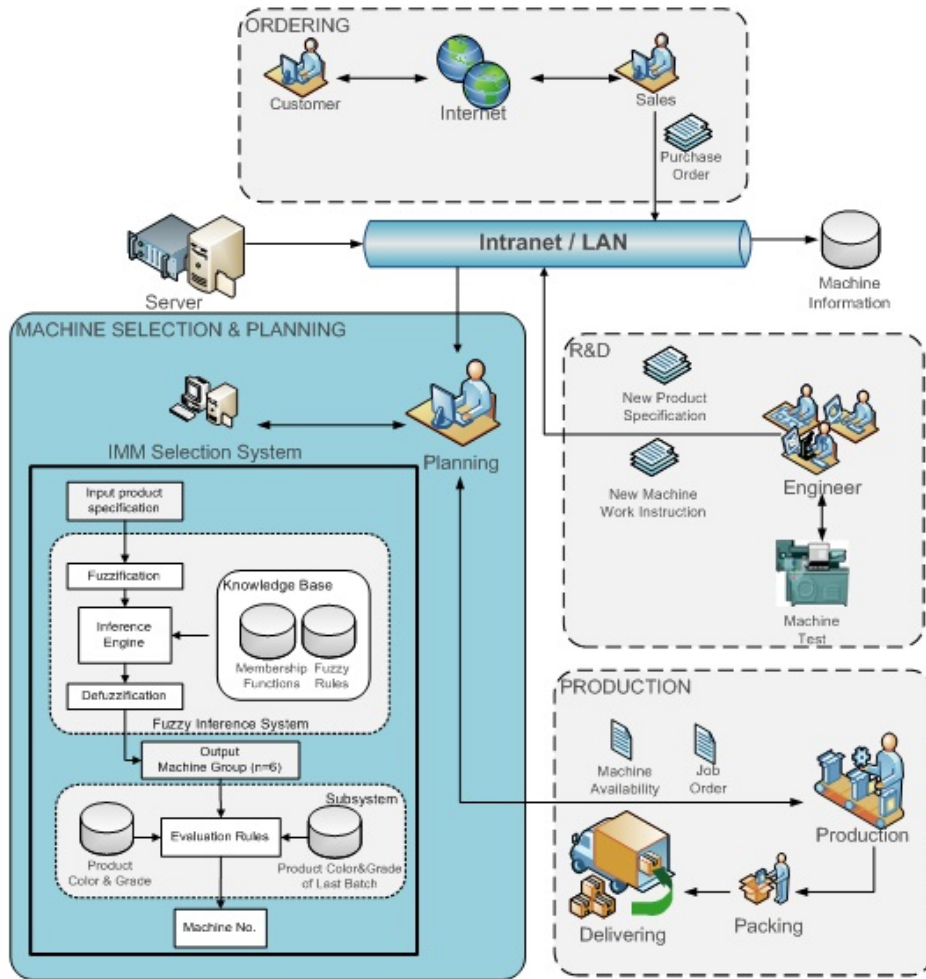 ORDERING
Customer
Internet
Sales
Purchase
Order
Intranet / LAN
Server
Machine
Information
MACHINE SELECTION & PLANNING
IMM Selection System
Planning
Input product
specification
Fuzzification
Inference
Engine
Defuzzification
Knowledge Base
Membership
Functions
Fuzzy
Rules
Fuzzy Inference System
Output
Machine Group (n=6)
Subsystem
Evaluation Rules
Product
Color & Grade
Product Color&Grade
of Last Batch
Machine No.
R&D
New Product
Specification
New Machine
Work Instruction
Engineer
Machine
Test
PRODUCTION
Machine
Availability
Job
Order
Production
Delivering
Packing